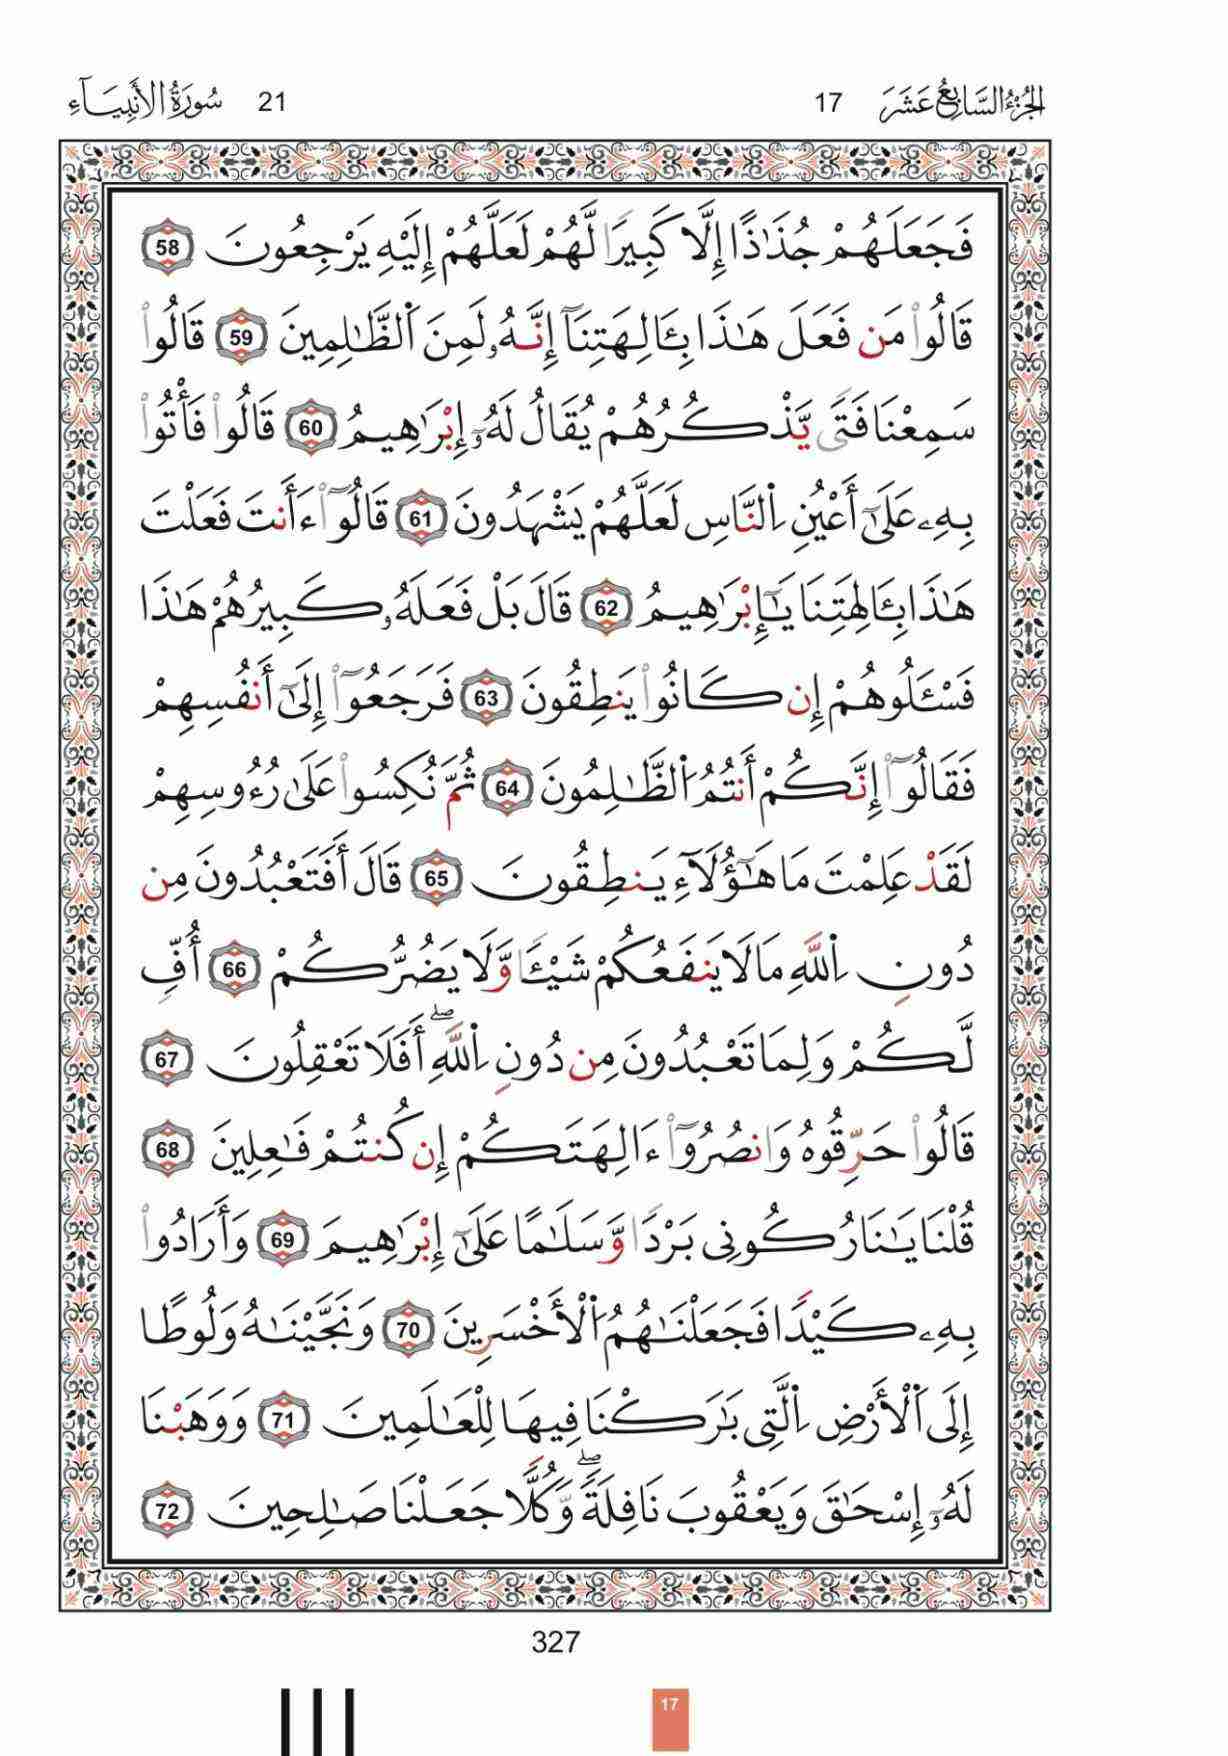 الجُزْءُ السَّابِعَ عَشَرَ 17
21 سُورَةُ الأَنبِيَاءِ
فَجَعَلَهُمْ جُذَٰذًا إِلَّا كَبِيرًا لَّهُمْ لَعَلَّهُمْ إِلَيْهِ يَرْجِعُونَ 58
قَالُوا۟ مَن فَعَلَ هَٰذَا بِـَٔالِهَتِنَآ إِنَّهُۥ لَمِنَ ٱلظَّٰلِمِينَ 59 قَالُوا۟
سَمِعْنَا فَتًى يَّذْكُرُهُمْ يُقَالُ لَهُۥٓ إِبْرَٰهِيمُ 60 قَالُوا۟ فَأْتُوا۟
بِهِۦ عَلَىٰٓ أَعْيُنِ ٱلنَّاسِ لَعَلَّهُمْ يَشْهَدُونَ 61 قَالُوٓا۟ ءَأَنتَ فَعَلْتَ
هَٰذَا بِـَٔالِهَتِنَا يَٰٓإِبْرَٰهِيمُ 62 قَالَ بَلْ فَعَلَهُۥ كَبِيرُهُمْ هَٰذَا
فَسْـَٔلُوهُمْ إِن كَانُوا۟ يَنطِقُونَ 63 فَرَجَعُوٓا۟ إِلَىٰٓ أَنفُسِهِمْ
فَقَالُوٓا۟ إِنَّكُمْ أَنتُمُ ٱلظَّٰلِمُونَ 64 ثُمَّ نُكِسُوا۟ عَلَىٰ رُءُوسِهِمْ
لَقَدْ عَلِمْتَ مَا هَٰٓؤُلَآءِ يَنطِقُونَ 65 قَالَ أَفَتَعْبُدُونَ مِن
دُونِ ٱللَّهِ مَا لَا يَنفَعُكُمْ شَيْـًٔا وَّلَا يَضُرُّكُمْ 66 أُفٍّ
لَّكُمْ وَلِمَا تَعْبُدُونَ مِن دُونِ ٱللَّهِ ۖ أَفَلَا تَعْقِلُونَ 67
قَالُوا۟ حَرِّقُوهُ وَٱنصُرُوٓا۟ ءَالِهَتَكُمْ إِن كُنتُمْ فَٰعِلِينَ 68
قُلْنَا يَٰنَارُ كُونِى بَرْدًا وَّسَلَٰمًا عَلَىٰٓ إِبْرَٰهِيمَ 69 وَأَرَادُوا۟
بِهِۦ كَيْدًا فَجَعَلْنَٰهُمُ ٱلْأَخْسَرِينَ 70 وَنَجَّيْنَٰهُ وَلُوطًا
إِلَى ٱلْأَرْضِ ٱلَّتِى بَٰرَكْنَا فِيهَا لِلْعَٰلَمِينَ 71 وَوَهَبْنَا
لَهُۥٓ إِسْحَٰقَ وَيَعْقُوبَ نَافِلَةً ۖ وَّكُلًّا جَعَلْنَا صَٰلِحِينَ 72
327
17